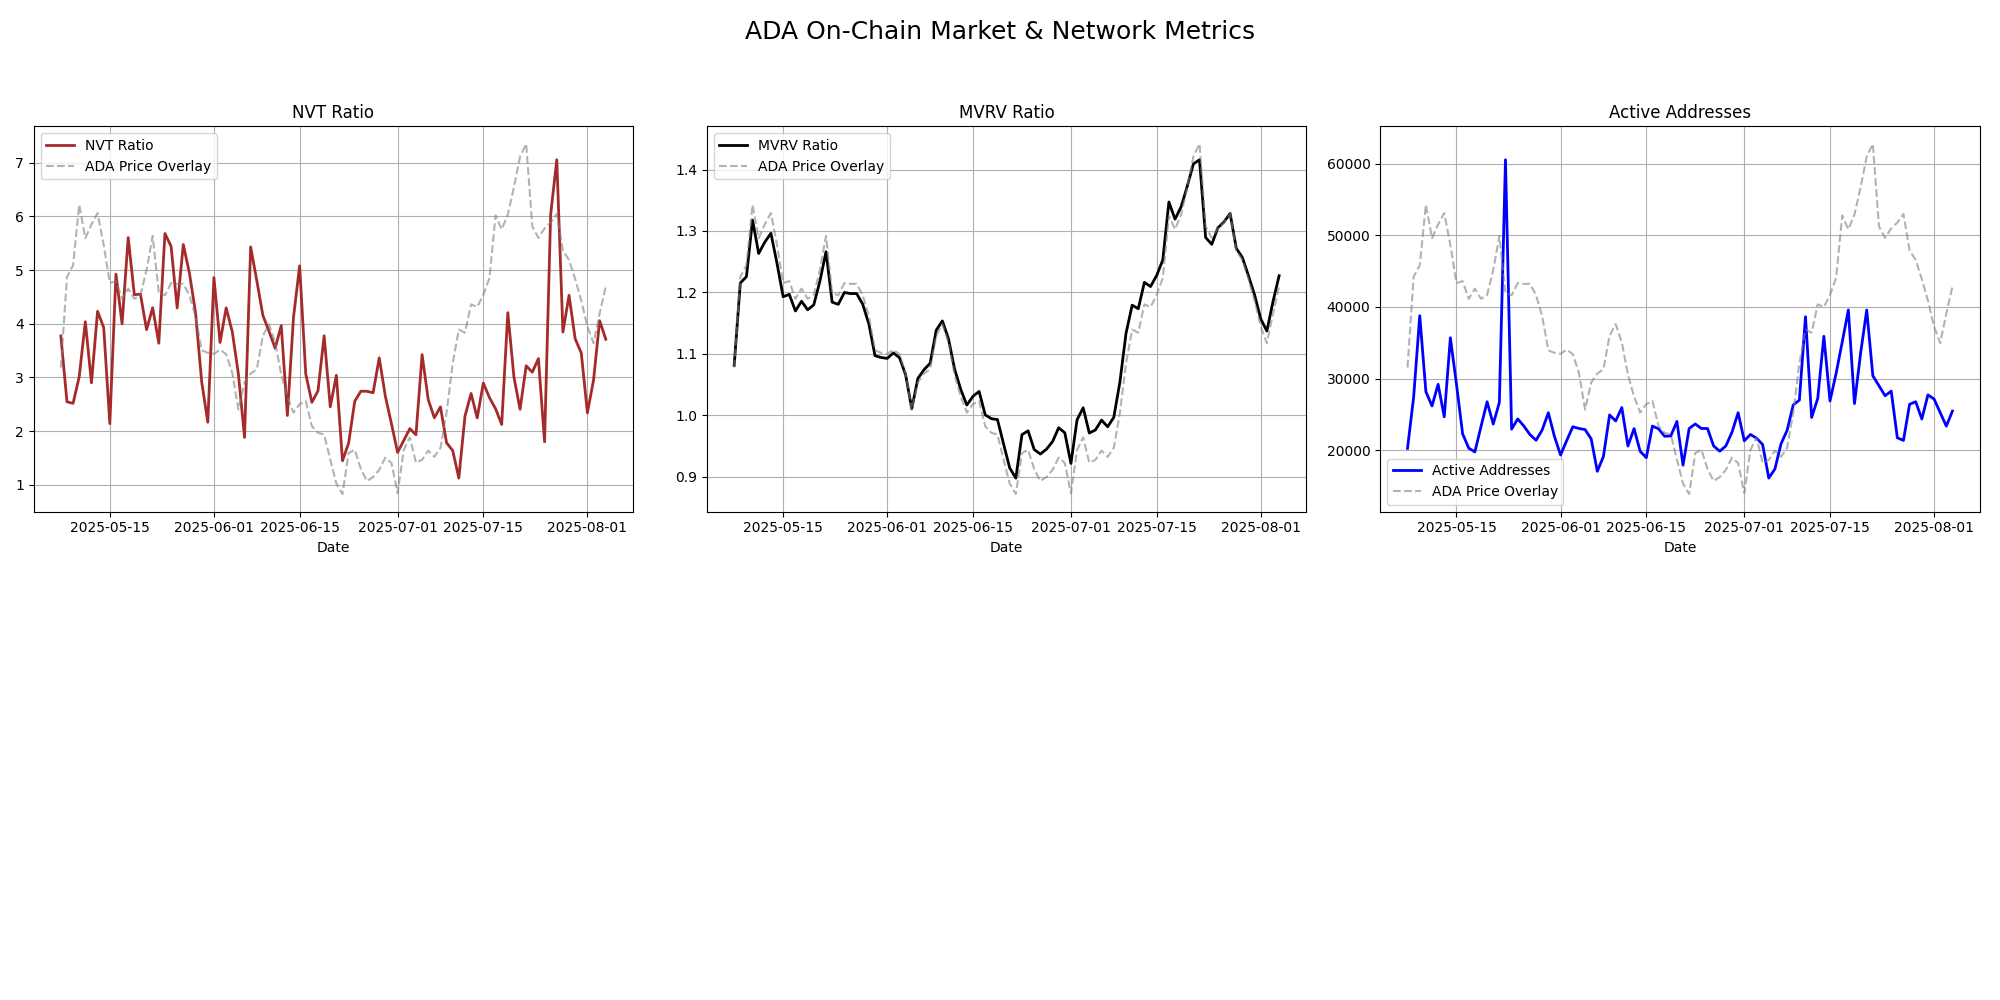 ADA On-Chain Market & Network Metrics
NVT Ratio
NVT Ratio
ADA Price Overlay
7
6
5
4
3
2
1
2025-05-15
2025-06-01
2025-06-15
2025-07-01
2025-07-15
2025-08-01
Date
MVRV Ratio
MVRV Ratio
ADA Price Overlay
1.4
1.3
1.2
1.1
1.0
0.9
2025-05-15
2025-06-01
2025-06-15
2025-07-01
2025-07-15
2025-08-01
Date
Active Addresses
60000
50000
40000
30000
20000
Active Addresses
ADA Price Overlay
2025-05-15
2025-06-01
2025-06-15
2025-07-01
2025-07-15
2025-08-01
Date